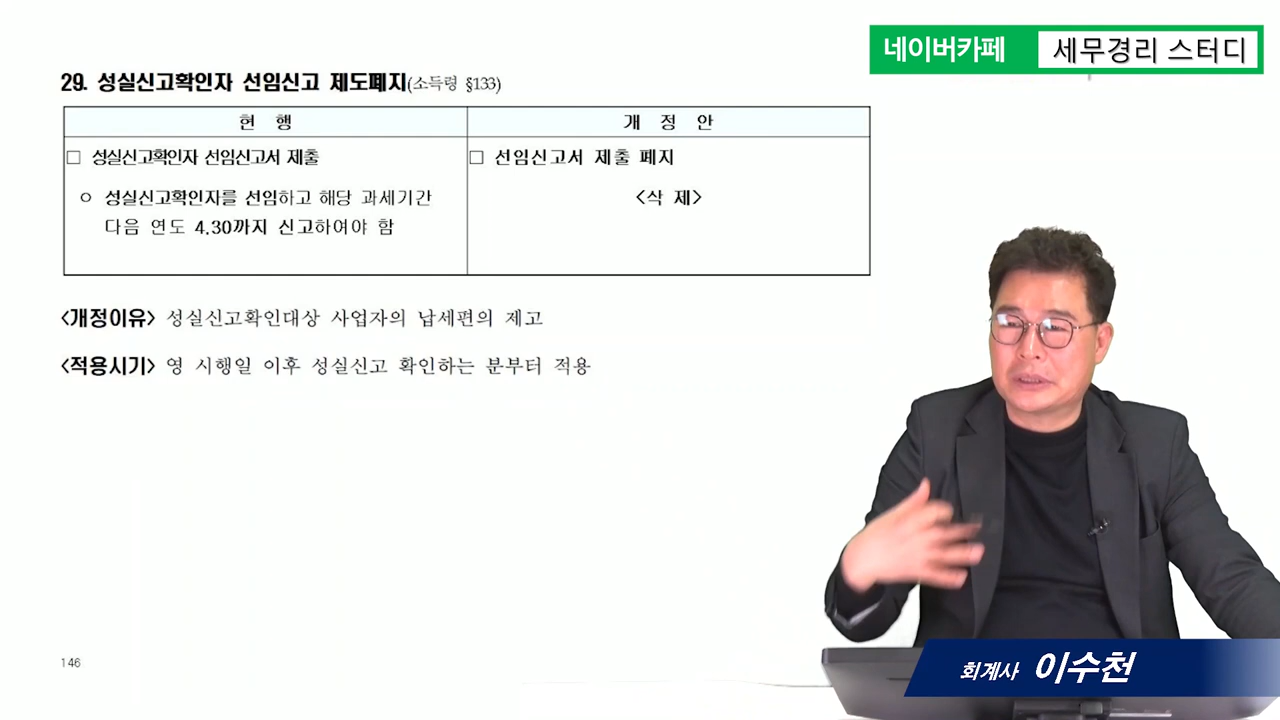 네이버카페 세무경리 스터디
29. 성실신고확인자 선임신고 제도폐지(소득령 §133)
현 행 개 정 안
□ 성실신고확인자 선임신고서 제출 □ 선임신고서 제출 폐지
ㅇ 성실신고확인자를 선임하고 해당 과세기간 <삭 제>
다음 연도 4.30까지 신고하여야 함
<개정이유> 성실신고확인대상 사업자의 납세편의 제고
<적용시기> 영 시행일 이후 성실신고 확인하는 분부터 적용
146
회계사 이수천